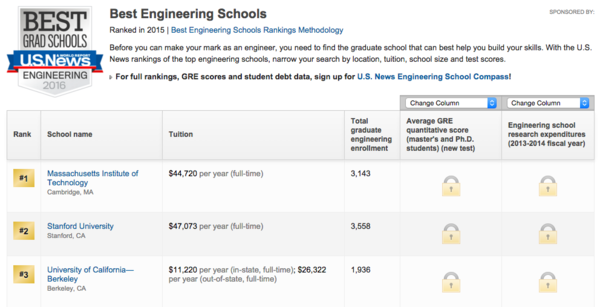 BEST
GRAD SCHOOLS
U.S.News
ENGINEERING
2016
Best Engineering Schools
SPONSORED BY:
Ranked in 2015 | Best Engineering Schools Rankings Methodology
Before you can make your mark as an engineer, you need to find the graduate school that can best help you build your skills. With the U.S.
News rankings of the top engineering schools, narrow your search by location, tuition, school size and test scores.
For full rankings, GRE scores and student debt data, sign up for U.S. News Engineering School Compass!
Change Column
Change Column
Rank
School name
Tuition
Total
graduate
engineering
enrollment
Average GRE
quantitative score
(master's and Ph.D.
students) (new test)
Engineering school
research expenditures
(2013-2014 fiscal year)
#1
Massachusetts Institute of
Technology
Cambridge, MA
$44,720 per year (full-time)
3,143
#2
Stanford University
Stanford, CA
$47,073 per year (full-time)
3,558
#3
University of California—
Berkeley
Berkeley, CA
$11,220 per year (in-state, full-time); $26,322
per year (out-of-state, full-time)
1,936